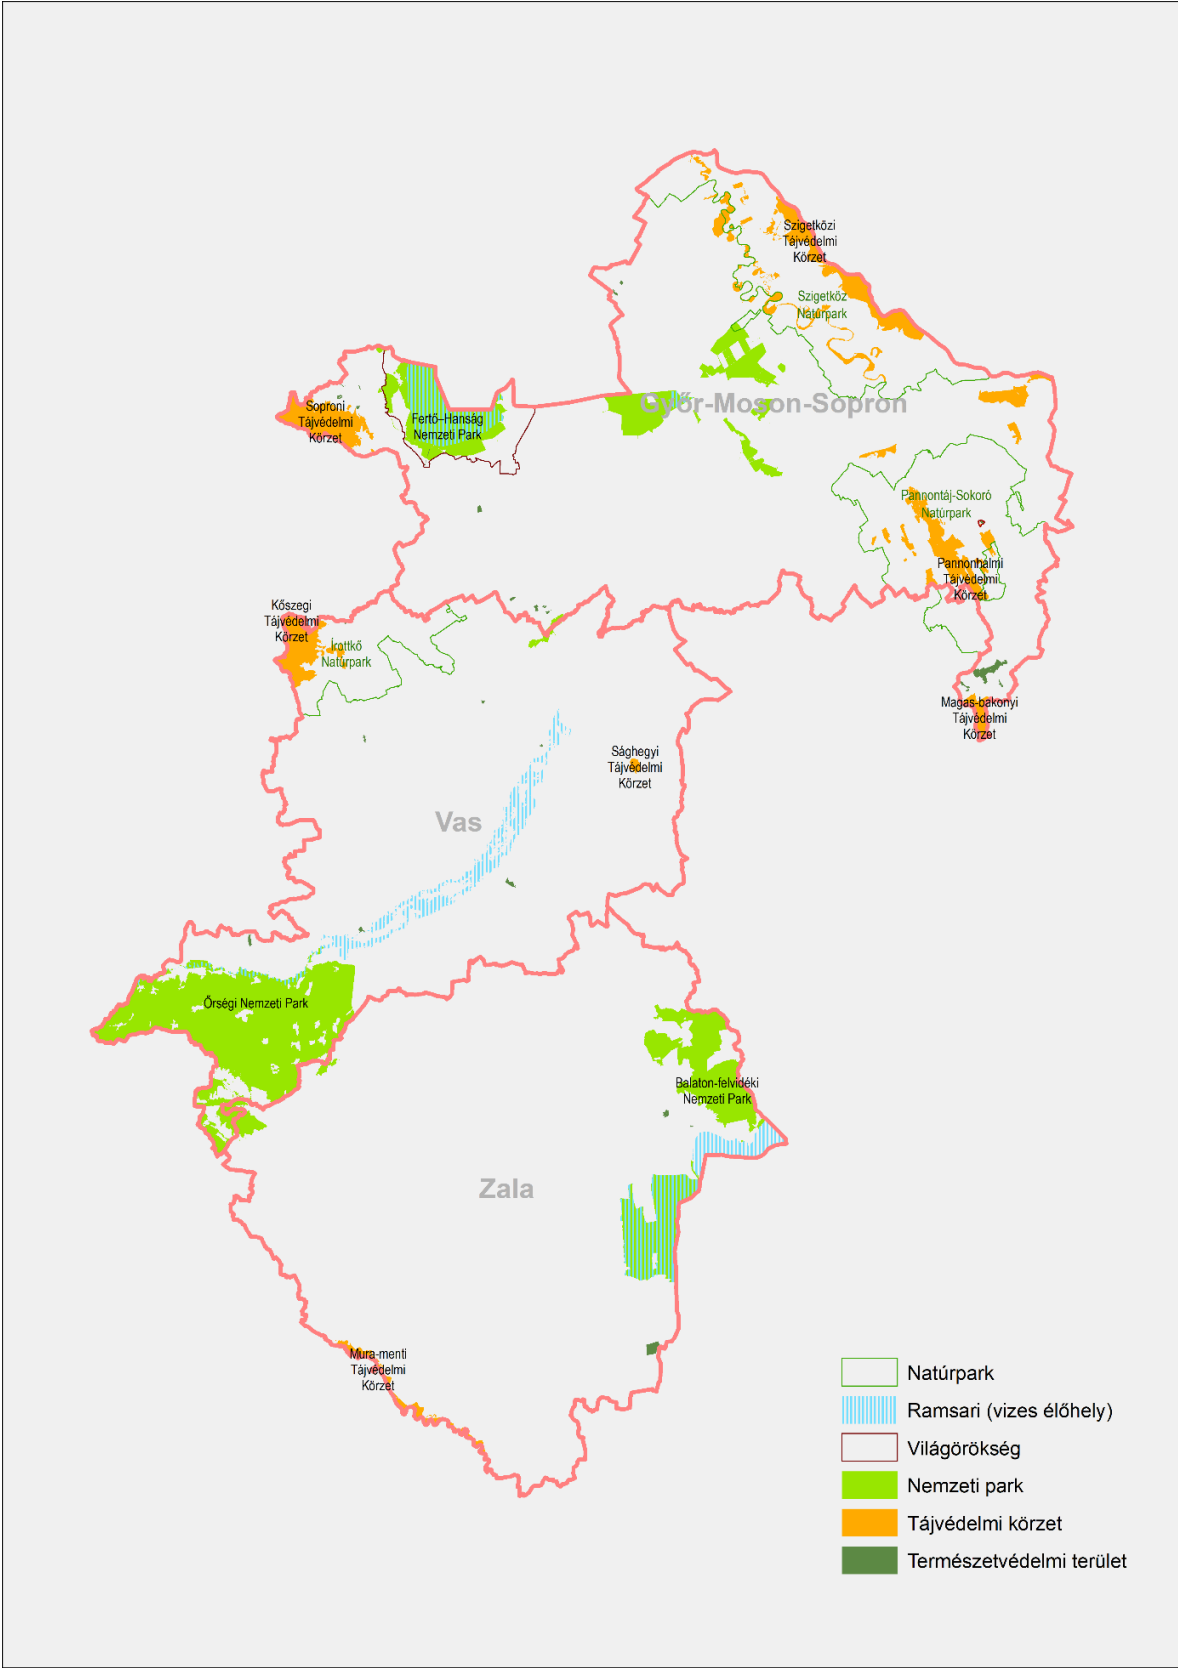 Szigetközi
Tájvédelmi
Körzet
Szigetköz
Natúrpark
Győr-Moson-Sopron
Soproni
Tájvédelmi
Körzet
Fertő–Hanság
Nemzeti Park
Pannontáj-Sokoró
Natúrpark
Pannonhalmi
Tájvédelmi
Körzet
Kőszegi
Tájvédelmi
Körzet
Írottkő
Natúrpark
Magas-bakonyi
Tájvédelmi
Körzet
Sághegyi
Tájvédelmi
Körzet
Vas
Őrségi Nemzeti Park
Balaton-felvidéki
Nemzeti Park
Zala
Mura-menti
Tájvédelmi
Körzet
Natúrpark
Ramsari (vizes élőhely)
Világörökség
Nemzeti park
Tájvédelmi körzet
Természetvédelmi terület